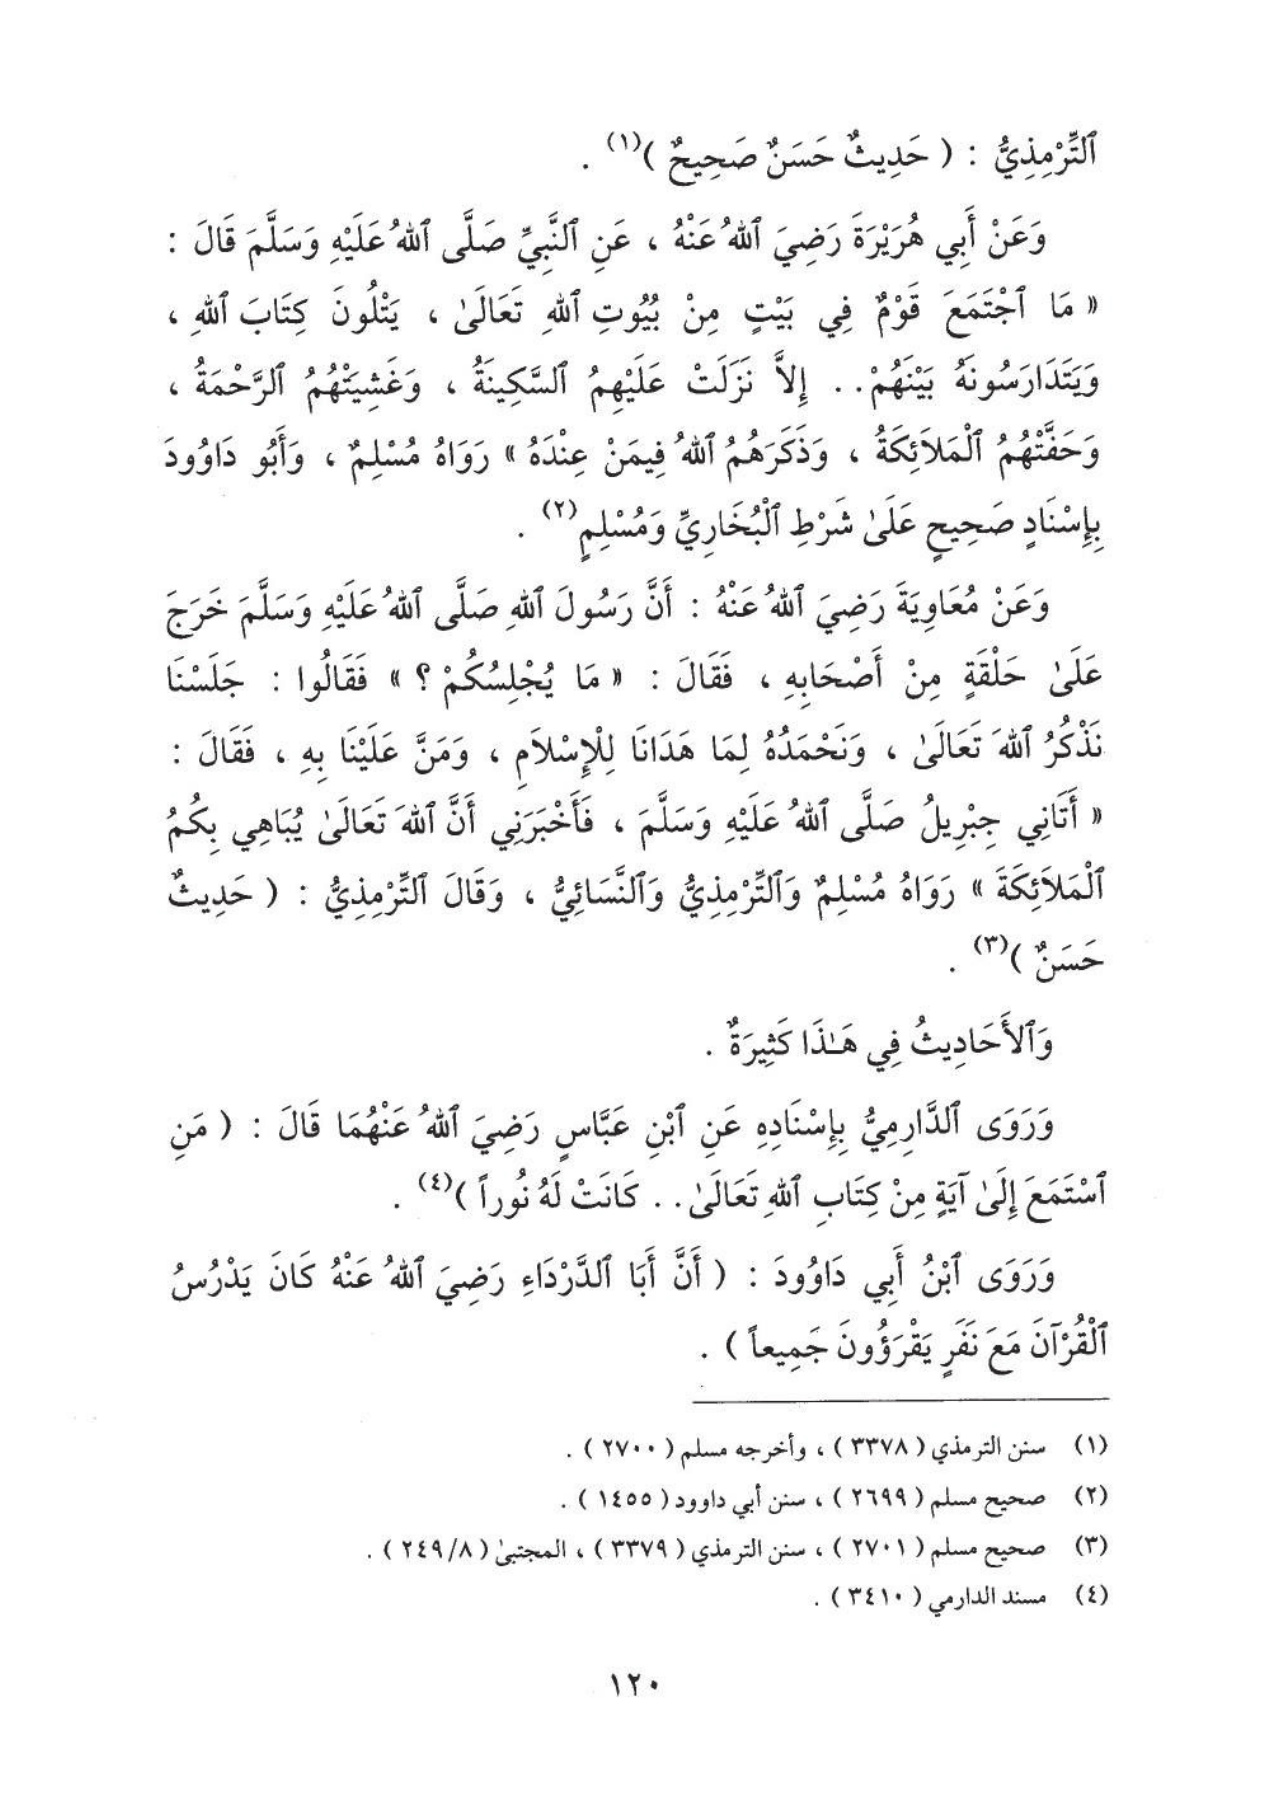 ٱلتِّرْمِذِيُّ : ( حَدِيثٌ حَسَنٌ صَحِيحٌ )(١) .
وَعَنْ أَبِي هُرَيْرَةَ رَضِيَ ٱللهُ عَنْهُ ، عَنِ ٱلنَّبِيِّ صَلَّى ٱللهُ عَلَيْهِ وَسَلَّمَ قَالَ :
« مَا ٱجْتَمَعَ قَوْمٌ فِي بَيْتٍ مِنْ بُيُوتِ ٱللهِ تَعَالَىٰ ، يَتْلُونَ كِتَابَ ٱللهِ ،
وَيَتَدَارَسُونَهُ بَيْنَهُمْ . . إِلاَّ نَزَلَتْ عَلَيْهِمُ ٱلسَّكِينَةُ ، وَغَشِيَتْهُمُ ٱلرَّحْمَةُ ،
وَحَفَّتْهُمُ ٱلْمَلاَئِكَةُ ، وَذَكَرَهُمُ ٱللهُ فِيمَنْ عِنْدَهُ » رَوَاهُ مُسْلِمٌ ، وَأَبُو دَاوُودَ
بِإِسْنَادٍ صَحِيحٍ عَلَىٰ شَرْطِ ٱلْبُخَارِيِّ وَمُسْلِمٍ(٢) .
وَعَنْ مُعَاوِيَةَ رَضِيَ ٱللهُ عَنْهُ : أَنَّ رَسُولَ ٱللهِ صَلَّى ٱللهُ عَلَيْهِ وَسَلَّمَ خَرَجَ
عَلَىٰ حَلْقَةٍ مِنْ أَصْحَابِهِ ، فَقَالَ : « مَا يُجْلِسُكُمْ ؟ » فَقَالُوا : جَلَسْنَا
نَذْكُرُ ٱللهَ تَعَالَىٰ ، وَنَحْمَدُهُ لِمَا هَدَانَا لِلْإِسْلاَمِ ، وَمَنَّ عَلَيْنَا بِهِ ، فَقَالَ :
« أَتَانِي جِبْرِيلُ صَلَّى ٱللهُ عَلَيْهِ وَسَلَّمَ ، فَأَخْبَرَنِي أَنَّ ٱللهَ تَعَالَىٰ يُبَاهِي بِكُمُ
ٱلْمَلاَئِكَةَ » رَوَاهُ مُسْلِمٌ وَٱلتِّرْمِذِيُّ وَٱلنَّسَائِيُّ ، وَقَالَ ٱلتِّرْمِذِيُّ : ( حَدِيثٌ
حَسَنٌ )(٣) .
وَٱلأَحَادِيثُ فِي هَـٰذَا كَثِيرَةٌ .
وَرَوَى ٱلدَّارِمِيُّ بِإِسْنَادِهِ عَنِ ٱبْنِ عَبَّاسٍ رَضِيَ ٱللهُ عَنْهُمَا قَالَ : ( مَنِ
ٱسْتَمَعَ إِلَىٰ آيَةٍ مِنْ كِتَابِ ٱللهِ تَعَالَىٰ . . كَانَتْ لَهُ نُوراً )(٤) .
وَرَوَى ٱبْنُ أَبِي دَاوُودَ : ( أَنَّ أَبَا ٱلدَّرْدَاءِ رَضِيَ ٱللهُ عَنْهُ كَانَ يَدْرُسُ
ٱلْقُرْآنَ مَعَ نَفَرٍ يَقْرَؤُونَ جَمِيعاً ) .
(١) سنن الترمذي ( ٣٣٧٨ ) ، وأخرجه مسلم ( ٢٧٠٠ ) .
(٢) صحيح مسلم ( ٢٦٩٩ ) ، سنن أبي داوود ( ١٤٥٥ ) .
(٣) صحيح مسلم ( ٢٧٠١ ) ، سنن الترمذي ( ٣٣٧٩ ) ، المجتبىٰ ( ٢٤٩/٨ ) .
(٤) مسند الدارمي ( ٣٤١٠ ) .
١٢٠